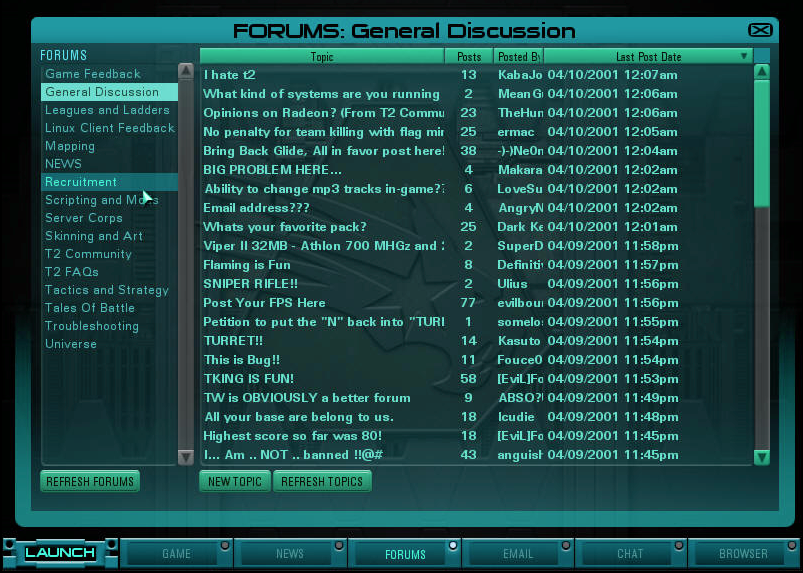 FORUMS: General Discussion
FORUMS
Game Feedback
General Discussion
Leagues and Ladders
Linux Client Feedback
Mapping
NEWS
Recruitment
Scripting and Mods
Server Corps
Skinning and Art
T2 Community
T2 FAQs
Tactics and Strategy
Tales Of Battle
Troubleshooting
Universe
REFRESH FORUMS
Topic Posts Posted By Last Post Date
I hate t2 13 KabaJo 04/10/2001 12:07am
What kind of systems are you running 2 Mean G 04/10/2001 12:06am
Opinions on Radeon? (From T2 Commu 23 TheHun 04/10/2001 12:06am
No penalty for team killing with flag min 25 ermac 04/10/2001 12:05am
Bring Back Glide, All in favor post here! 38 -)-)Ne0n 04/10/2001 12:04am
BIG PROBLEM HERE... 4 Makara 04/10/2001 12:02am
Ability to change mp3 tracks in-game?? 6 LoveSu 04/10/2001 12:02am
Email address??? 4 AngryN 04/10/2001 12:02am
Whats your favorite pack? 25 Dark Ke 04/10/2001 12:01am
Viper II 32MB - Athlon 700 MHGz and 2 SuperD 04/09/2001 11:58pm
Flaming is Fun 8 Definiti 04/09/2001 11:57pm
SNIPER RIFLE!! 2 Ulius 04/09/2001 11:56pm
Post Your FPS Here 77 evilbou 04/09/2001 11:56pm
Petition to put the "N" back into "TURI 1 somelo 04/09/2001 11:55pm
TURRET!! 14 Kasuto 04/09/2001 11:54pm
This is Bug!! 11 Fouce0 04/09/2001 11:54pm
TKING IS FUN! 58 [EviL]Fo 04/09/2001 11:53pm
TW is OBVIOUSLY a better forum 9 ABSO?! 04/09/2001 11:49pm
All your base are belong to us. 18 Icudie 04/09/2001 11:48pm
Highest score so far was 80! 18 [EviL]Fo 04/09/2001 11:45pm
I... Am .. NOT .. banned !!@# 43 anguish 04/09/2001 11:45pm
NEW TOPIC REFRESH TOPICS
LAUNCH GAME NEWS FORUMS EMAIL CHAT BROWSER